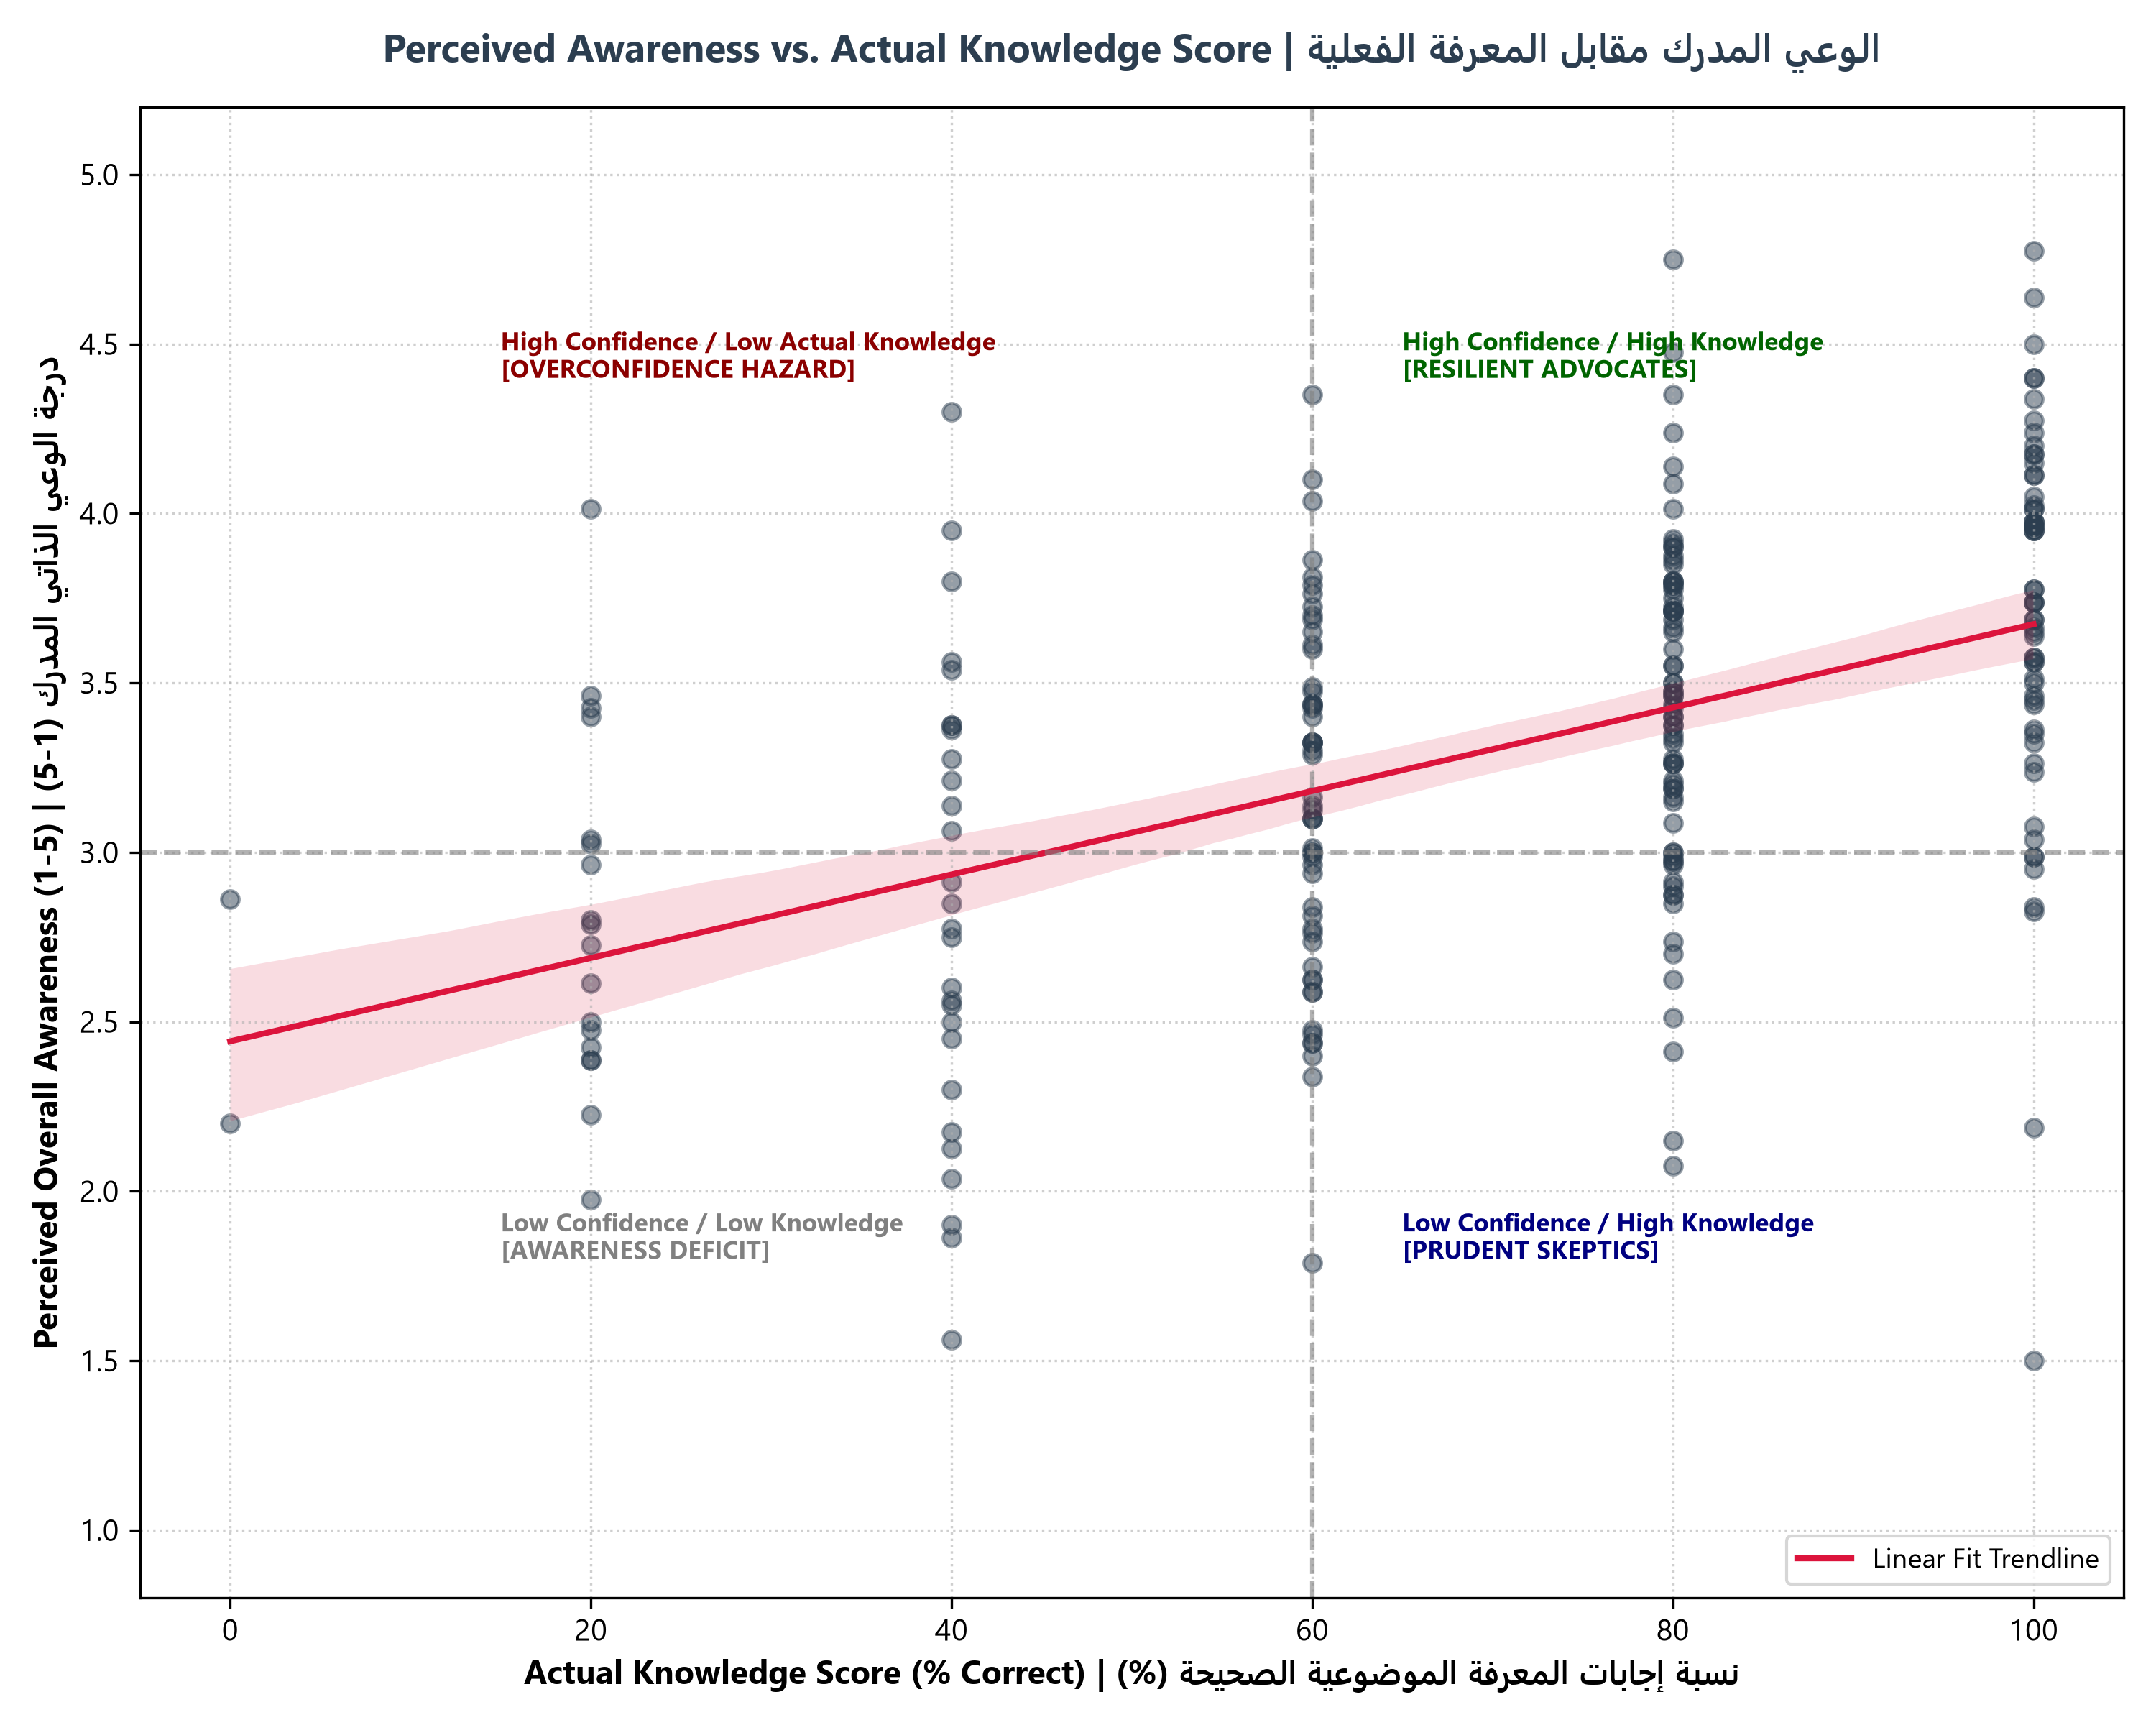 Perceived Awareness vs. Actual Knowledge Score | الوعي المدرك مقابل المعرفة الفعلية
Perceived Overall Awareness (1-5) | (5-1) درجة الوعي الذاتي المدرك
5.0
4.5
4.0
3.5
3.0
2.5
2.0
1.5
1.0
High Confidence / Low Actual Knowledge
[OVERCONFIDENCE HAZARD]
High Confidence / High Knowledge
[RESILIENT ADVOCATES]
Low Confidence / Low Knowledge
[AWARENESS DEFICIT]
Low Confidence / High Knowledge
[PRUDENT SKEPTICS]
Linear Fit Trendline
0 20 40 60 80 100
Actual Knowledge Score (% Correct) | (%) نسبة إجابات المعرفة الموضوعية الصحيحة